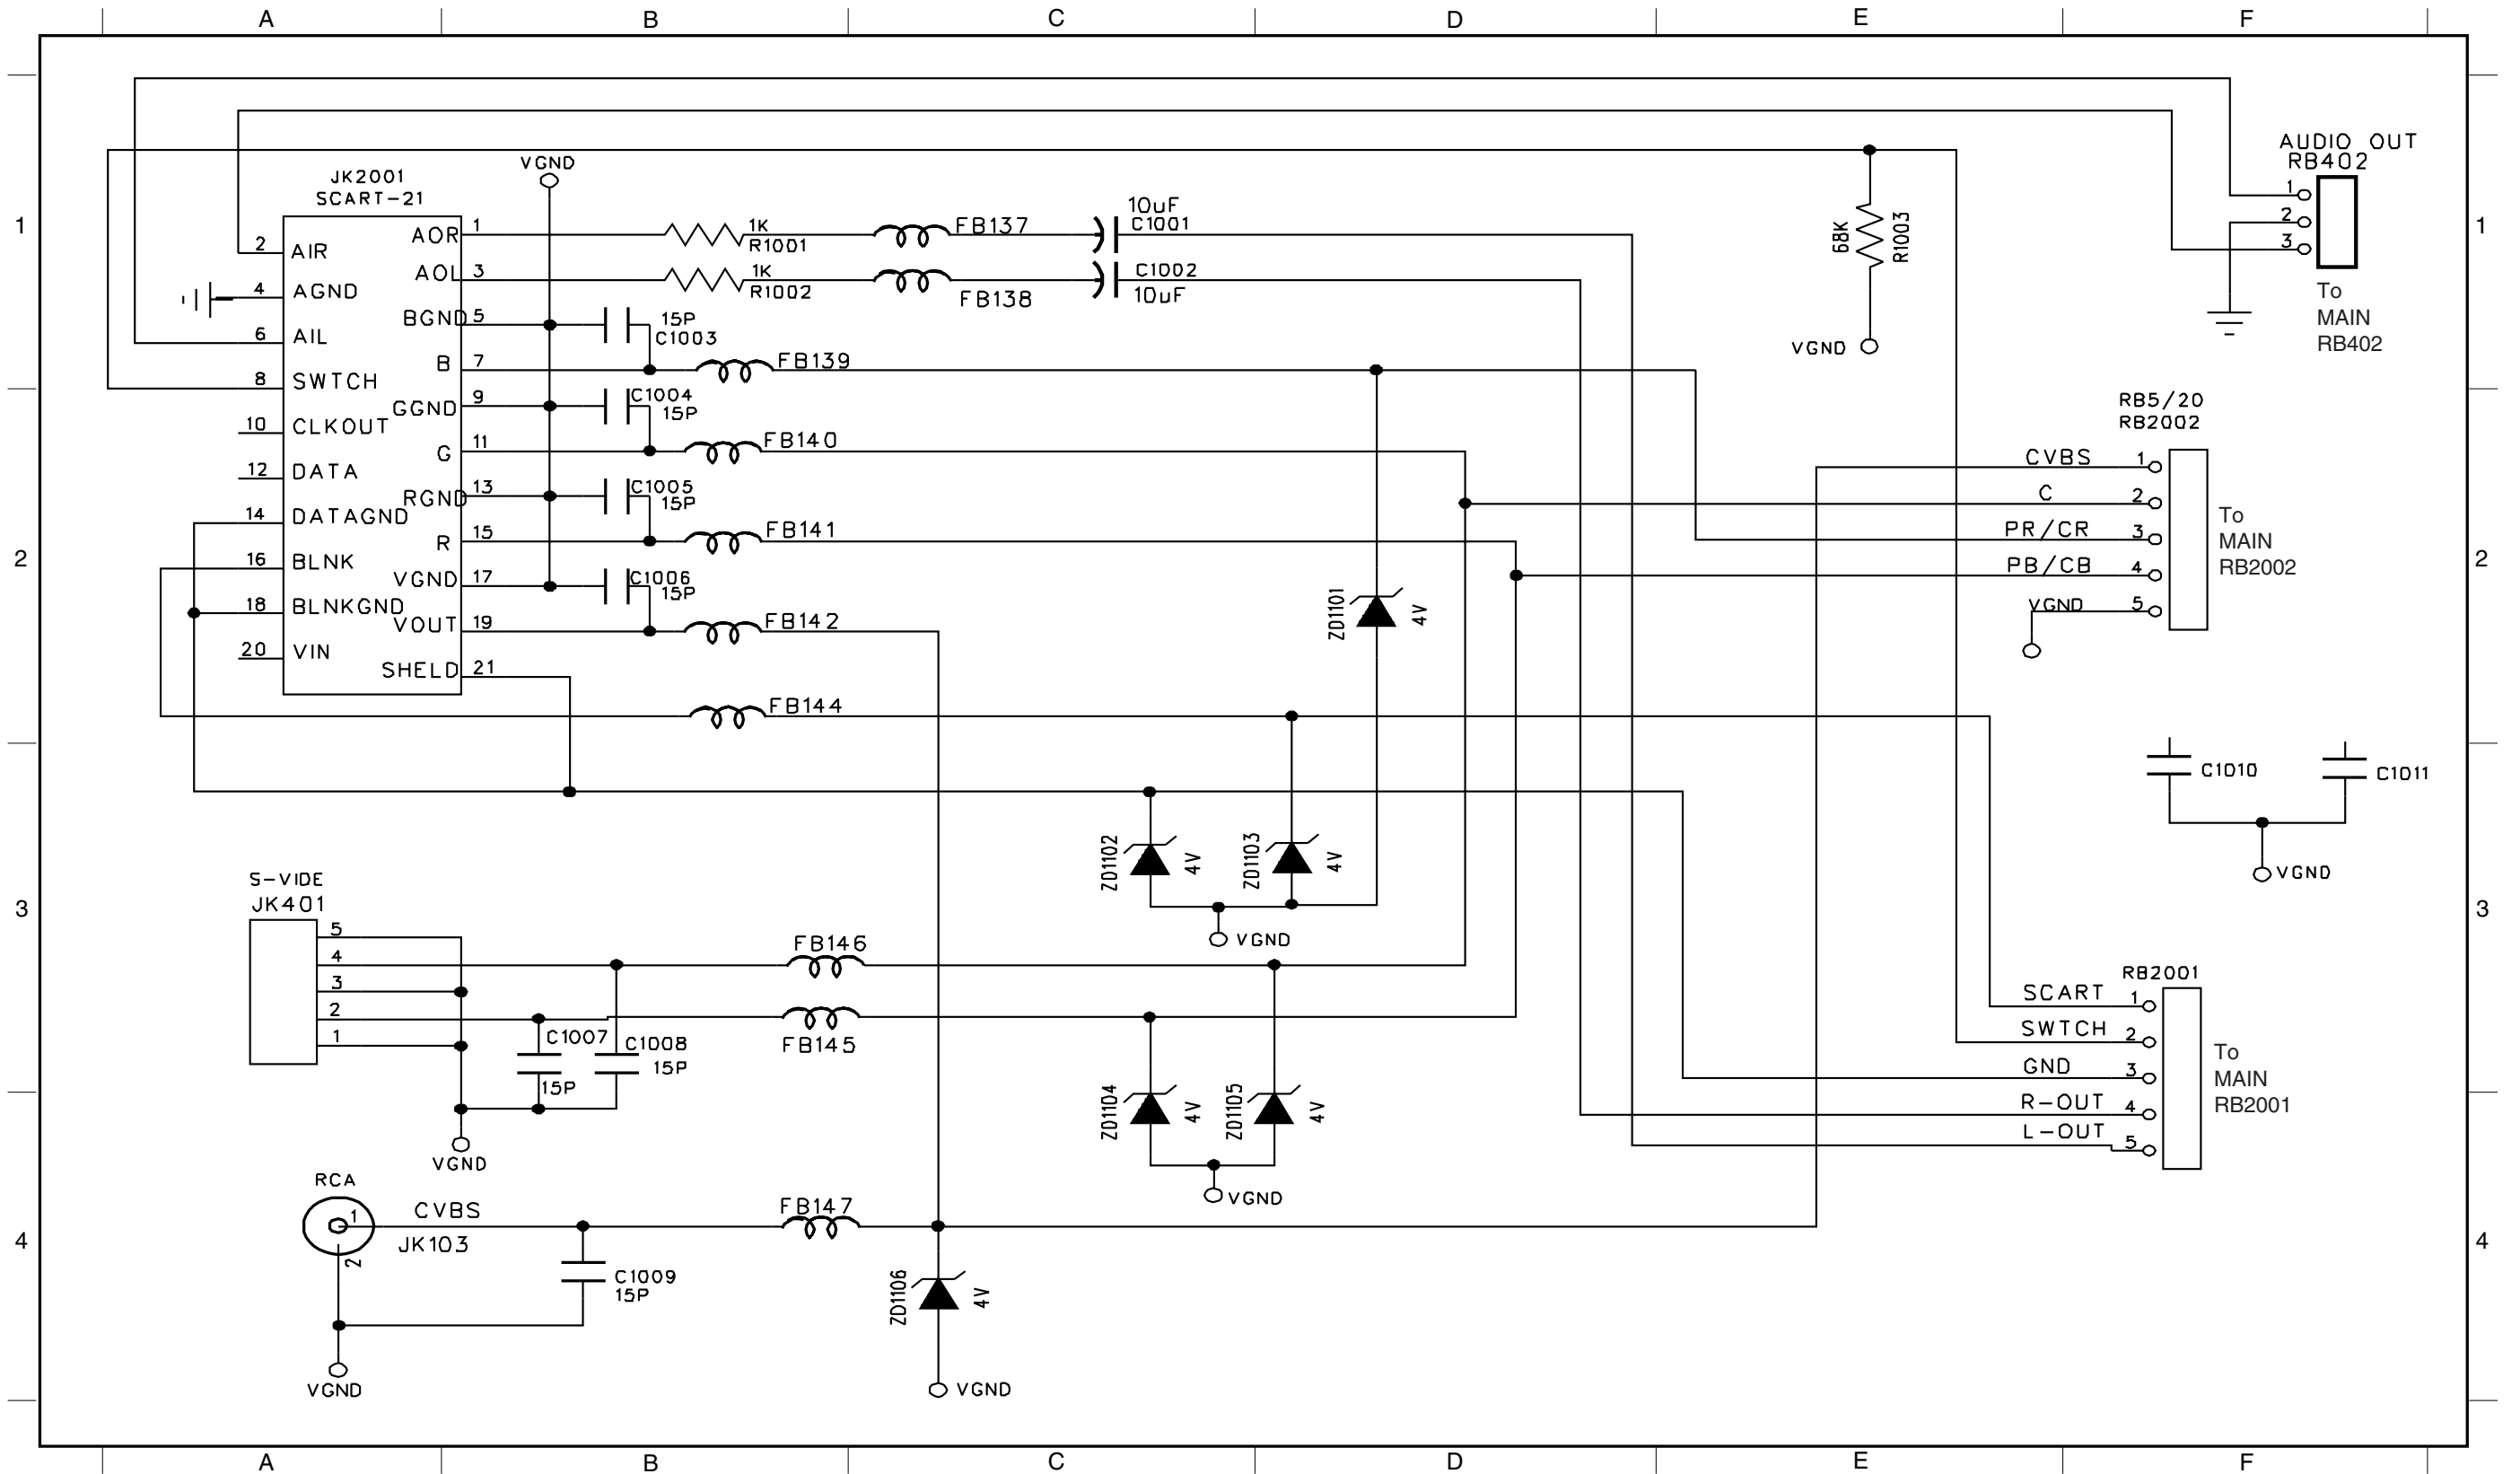 A B C D E F
AUDIO OUT
RB402
1
2
3
To
MAIN
RB402
JK2001
SCART-21
VGND
2 AIR
4 AGND
6 AIL
8 SWTCH
10 CLKOUT
12 DATA
14 DATAGND
16 BLNK
18 BLNKGND
20 VIN
AOR 1
AOL 3
BGND 5
B 7
GGND 9
G 11
RGND 13
R 15
VGND 17
VOUT 19
SHELD 21
1K
R1001
FB137
10uF
C1001
1K
R1002
FB138
C1002
10uF
15P
C1003
FB139
C1004
15P
FB140
C1005
15P
FB141
C1006
15P
FB142
FB144
68K
R1003
VGND
1 1
RB5/20
RB2002
CVBS 1
C 2
PR/CR 3
PB/CB 4
VGND 5
To
MAIN
RB2002
2 2
ZD1101
4V
C1010
C1011
VGND
ZD1102
4V
ZD1103
4V
VGND
S-VIDE
JK401
5
4
3
2
1
3 3
FB146
FB145
C1007
15P
C1008
15P
VGND
ZD1104
4V
ZD1105
4V
VGND
RB2001
SCART 1
SWTCH 2
GND 3
R-OUT 4
L-OUT 5
To
MAIN
RB2001
RCA
1
2
CVBS
JK103
FB147
C1009
15P
VGND
ZD1106
4V
VGND
4 4
A B C D E F